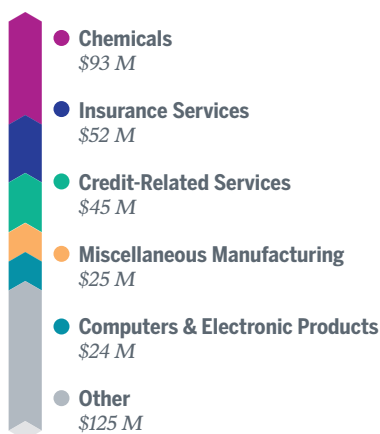 Chemicals
$93 M
Insurance Services
$52 M
Credit-Related Services
$45 M
Miscellaneous Manufacturing
$25 M
Computers & Electronic Products
$24 M
Other
$125 M